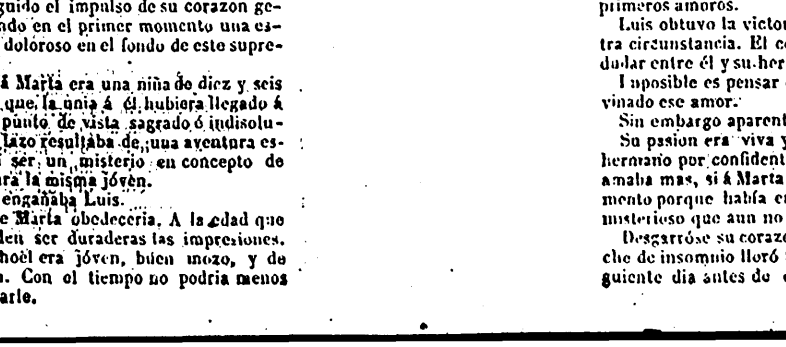 guido el impulso de su corazon ge-
ndo en el primer momento una es-
doloroso en el fondo de este supre-
á Marta era una niña de diez y seis
que, la unia á él hubiera llegado á
punto de vista sagrado ó indisolu-
lazo resultaba de una aventura es-
ser un misterio en concepto de
ara la misma jóven.
engañaba Luis.
e Marta obedeceria. A la edad que
den ser duraderas las impresiones.
hoël era jóven, buen mozo, y de
n. Con el tiempo no podria menos
arle.
primeros amores.
Luis obtuvo la victor
tra circunstancia. El c
dudar entre él y su her
Imposible es pensar
vinado ese amor.
Sin embargo aparent
Su pasion era viva y
hermano por confident
amaba mas, si á Marta
mento porque habia c
misterioso que aun no
Desgarróse su coraz
che de insomnio lloró
guiente dia antes de